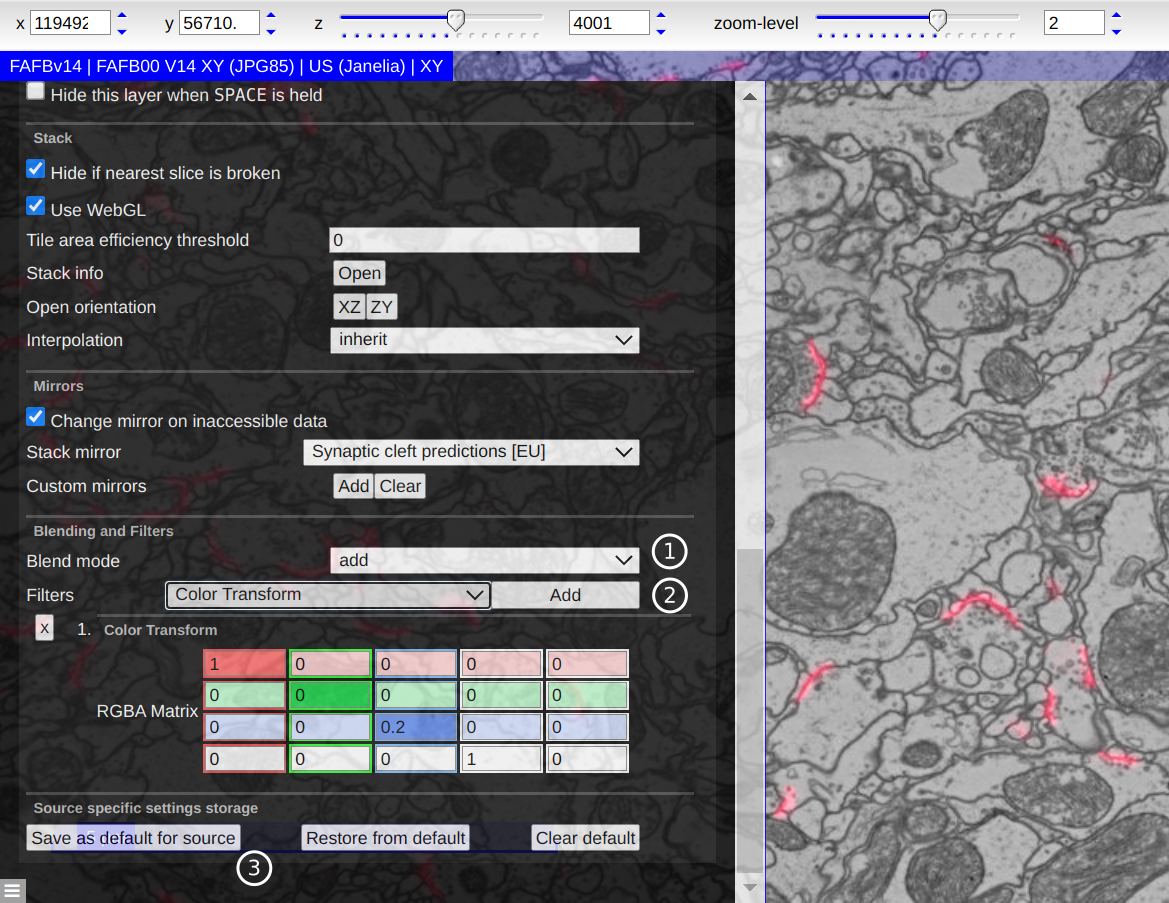 x 119492 y 56710. z 4001 zoom-level 2
FAFBv14 | FAFB00 V14 XY (JPG85) | US (Janelia) | XY
Hide this layer when SPACE is held
Stack
Hide if nearest slice is broken
Use WebGL
Tile area efficiency threshold 0
Stack info Open
Open orientation XZ ZY
Interpolation inherit
Mirrors
Change mirror on inaccessible data
Stack mirror Synaptic cleft predictions [EU]
Custom mirrors Add Clear
Blending and Filters
Blend mode add 1
Filters Color Transform Add 2
x 1. Color Transform
1 0 0 0 0
0 0 0 0 0
RGBA Matrix
0 0 0.2 0 0
0 0 0 1 0
Source specific settings storage
Save as default for source Restore from default Clear default
3